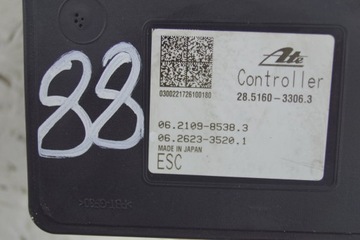 88
Ate
Controller
0300221726100180
28.5160-3306.3
06.2109-8538.3
06.2623-3520.1
MADE IN JAPAN
ESC